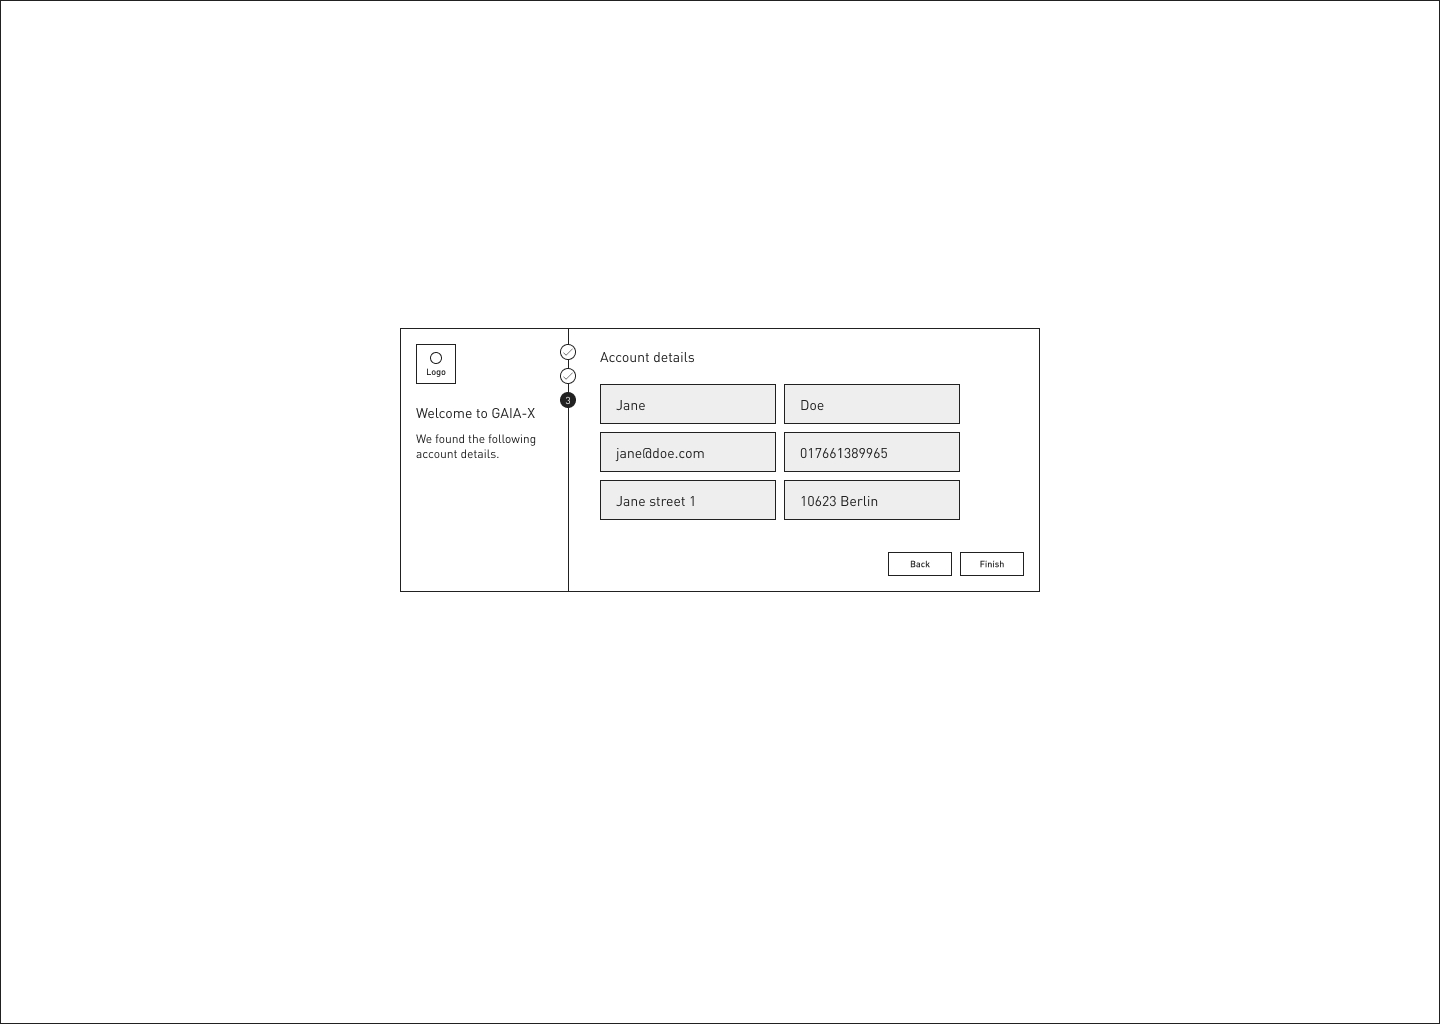 Logo
Welcome to GAIA-X
We found the following
account details.
3
Account details
Jane
Doe
jane@doe.com
017661389965
Jane street 1
10623 Berlin
Back
Finish